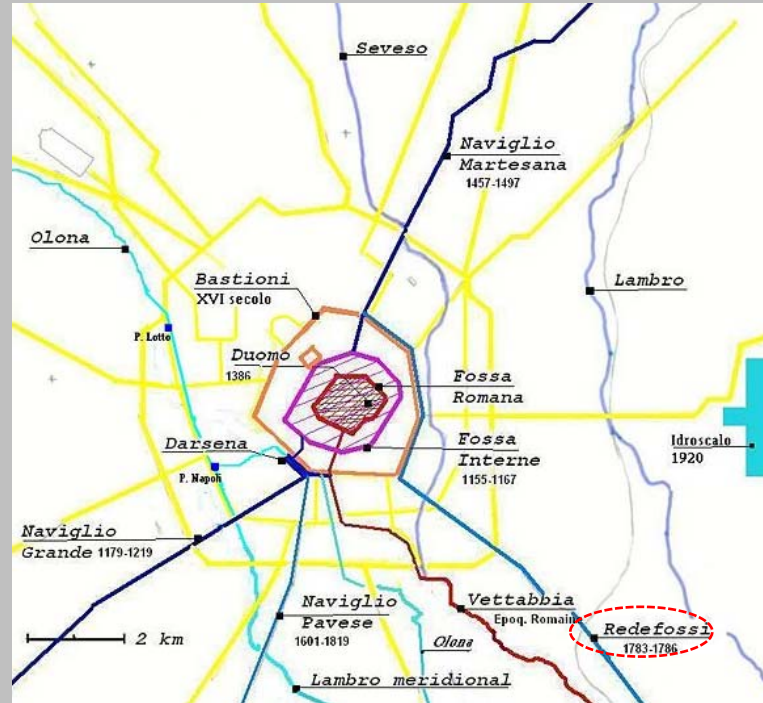 Seveso
Naviglio
Martesana
1457-1497
Olona
Bastioni
XVI secolo
Lambro
P. Lotto
Duomo
1386
Fossa
Romana
Darsena
Fossa
Interne
1155-1167
Idroscalo
1920
P. Napoli
Naviglio
Grande 1179-1219
Naviglio
Pavese
1601-1819
Vettabbia
Epoq. Romaine
Redefossi
1783-1786
2 km
Olona
Lambro meridional